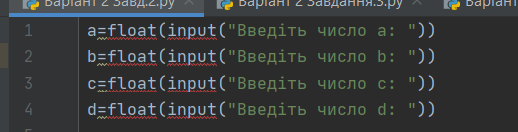 Варіант 2 Завд.2.py Варіант 2 Завдання.3.py Варіант
1 a=float(input("Введіть число a: "))
2 b=float(input("Введіть число b: "))
3 c=float(input("Введіть число c: "))
4 d=float(input("Введіть число d: "))